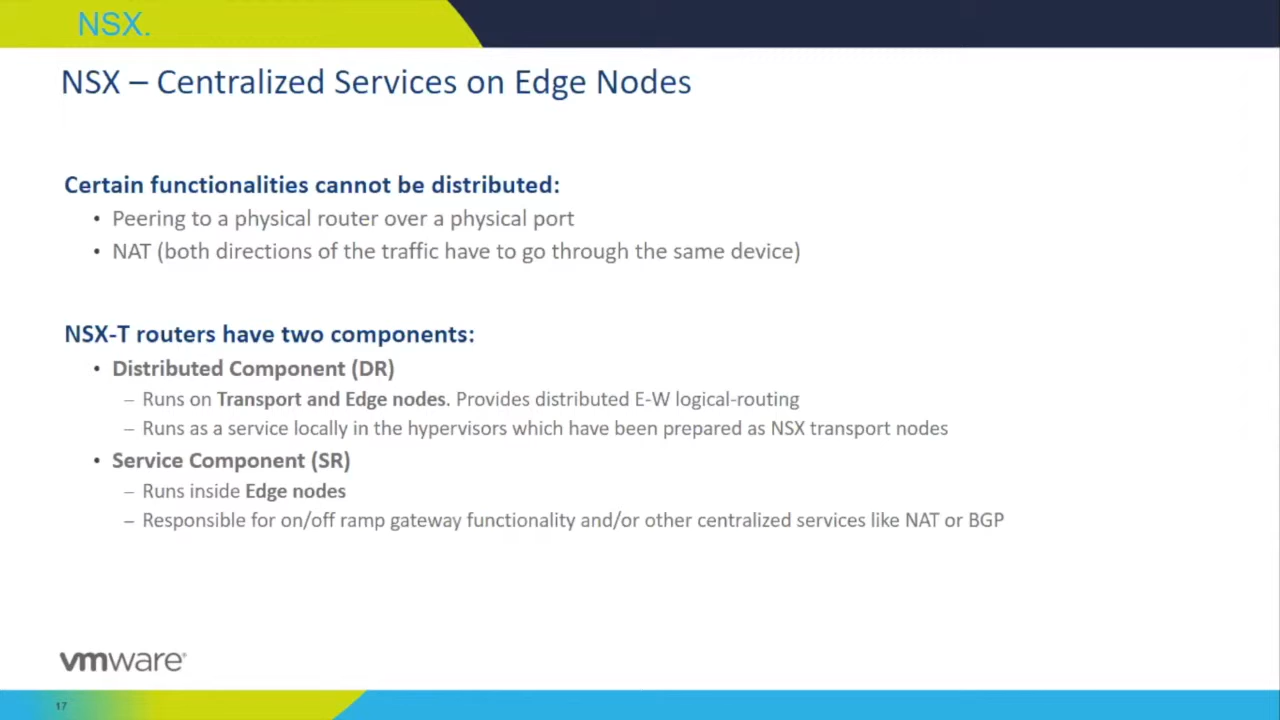 NSX.
NSX – Centralized Services on Edge Nodes
Certain functionalities cannot be distributed:
• Peering to a physical router over a physical port
• NAT (both directions of the traffic have to go through the same device)
NSX-T routers have two components:
• Distributed Component (DR)
– Runs on Transport and Edge nodes. Provides distributed E-W logical-routing
– Runs as a service locally in the hypervisors which have been prepared as NSX transport nodes
• Service Component (SR)
– Runs inside Edge nodes
– Responsible for on/off ramp gateway functionality and/or other centralized services like NAT or BGP
vmware®
17